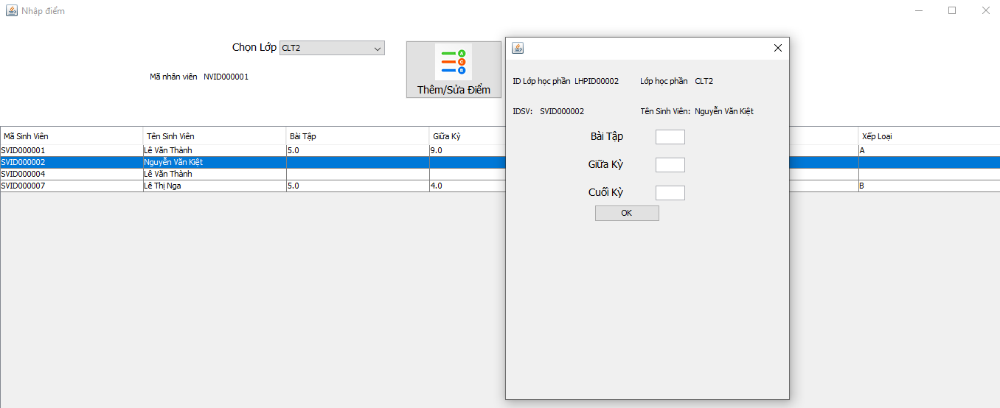 Nhập điểm
Chọn Lớp CLT2
Mã nhân viên NVID000001
Thêm/Sửa Điểm
Mã Sinh Viên Tên Sinh Viên Bài Tập Giữa Kỳ Xếp Loại
SVID000001 Lê Văn Thành 5.0 9.0 A
SVID000002 Nguyễn Văn Kiệt
SVID000004 Lê Văn Thành
SVID000007 Lê Thị Nga 5.0 4.0 B
ID Lớp học phần LHPID00002 Lớp học phần CLT2
IDSV: SVID000002 Tên Sinh Viên: Nguyễn Văn Kiệt
Bài Tập
Giữa Kỳ
Cuối Kỳ
OK